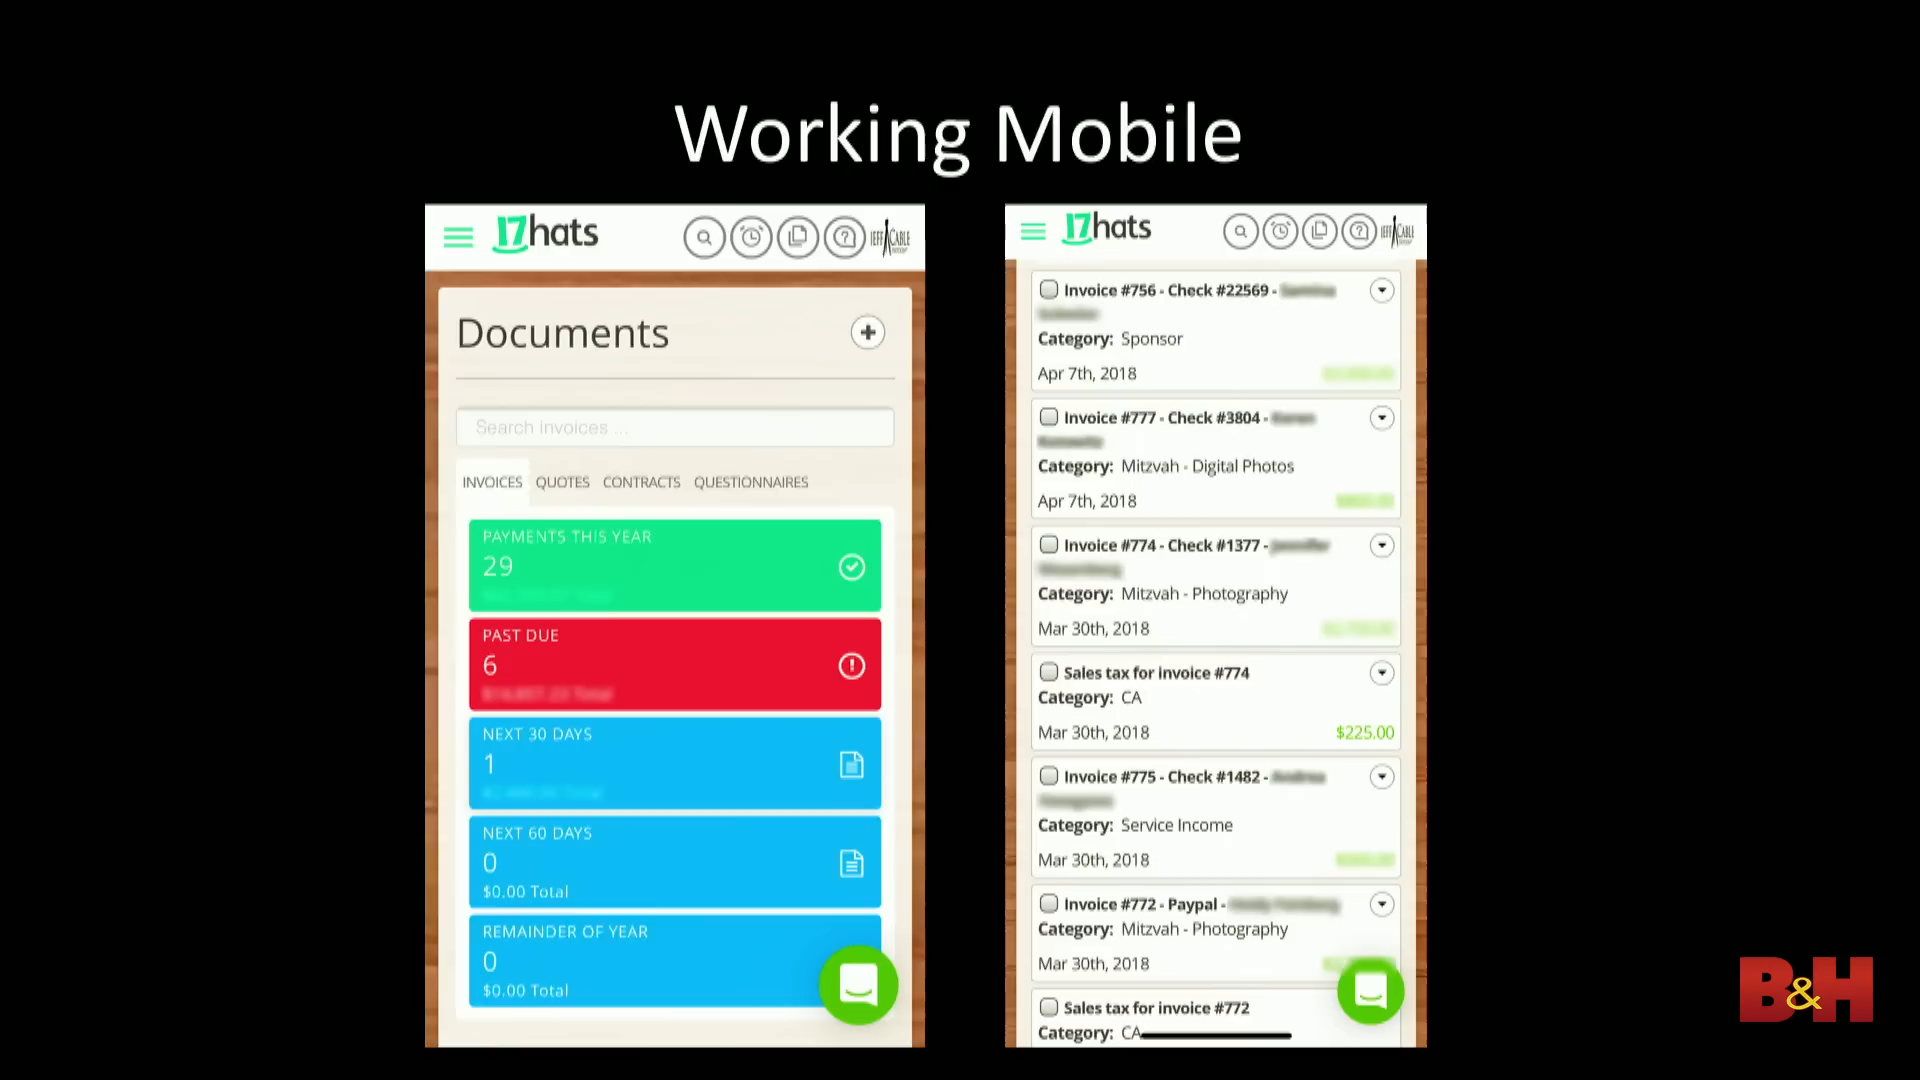 Working Mobile
17hats
JEFF CABLE
Documents
Search invoices ...
INVOICES QUOTES CONTRACTS QUESTIONNAIRES
PAYMENTS THIS YEAR
29
PAST DUE
6
NEXT 30 DAYS
1
NEXT 60 DAYS
0
$0.00 Total
REMAINDER OF YEAR
0
$0.00 Total
17hats
JEFF CABLE
Invoice #756 - Check #22569 -
Category: Sponsor
Apr 7th, 2018
Invoice #777 - Check #3804 -
Category: Mitzvah - Digital Photos
Apr 7th, 2018
Invoice #774 - Check #1377 -
Category: Mitzvah - Photography
Mar 30th, 2018
Sales tax for invoice #774
Category: CA
Mar 30th, 2018 $225.00
Invoice #775 - Check #1482 -
Category: Service Income
Mar 30th, 2018
Invoice #772 - Paypal -
Category: Mitzvah - Photography
Mar 30th, 2018
Sales tax for invoice #772
Category: CA
B&H